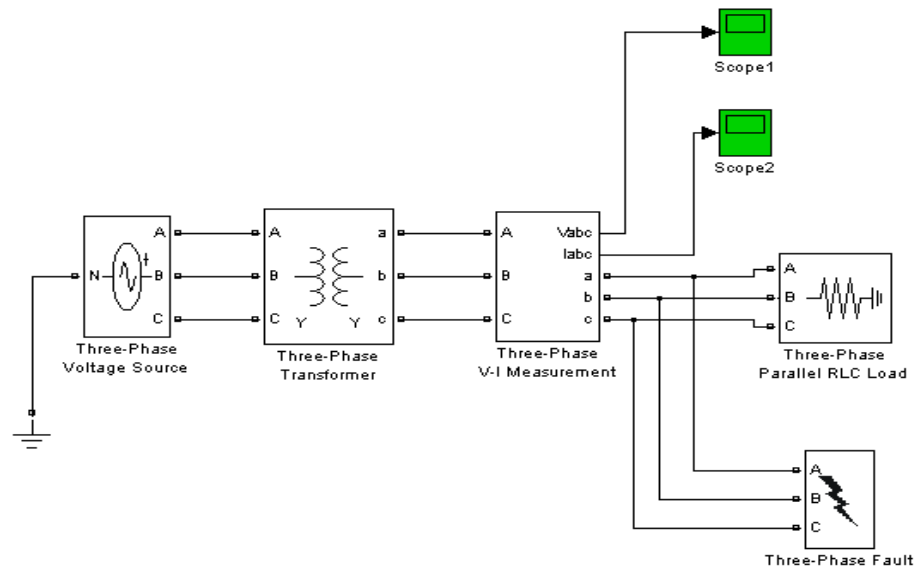 Scope1
Scope2
N
A
B
C
Three-Phase
Voltage Source
A
B
C
a
b
c
Y Y
Three-Phase
Transformer
A
B
C
Vabc
Iabc
a
b
c
Three-Phase
V-I Measurement
A
B
C
Three-Phase
Parallel RLC Load
A
B
C
Three-Phase Fault